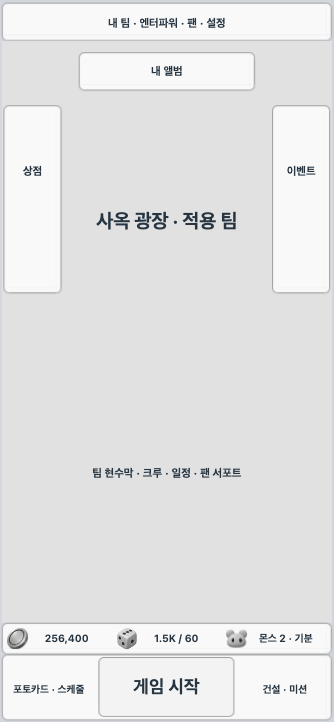 내 팀 · 엔터파워 · 팬 · 설정
내 앨범
상점
이벤트
사옥 광장 · 적용 팀
팀 현수막 · 크루 · 일정 · 팬 서포트
256,400
1.5K / 60
몬스 2 · 기분
포토카드 · 스케줄
게임 시작
건설 · 미션